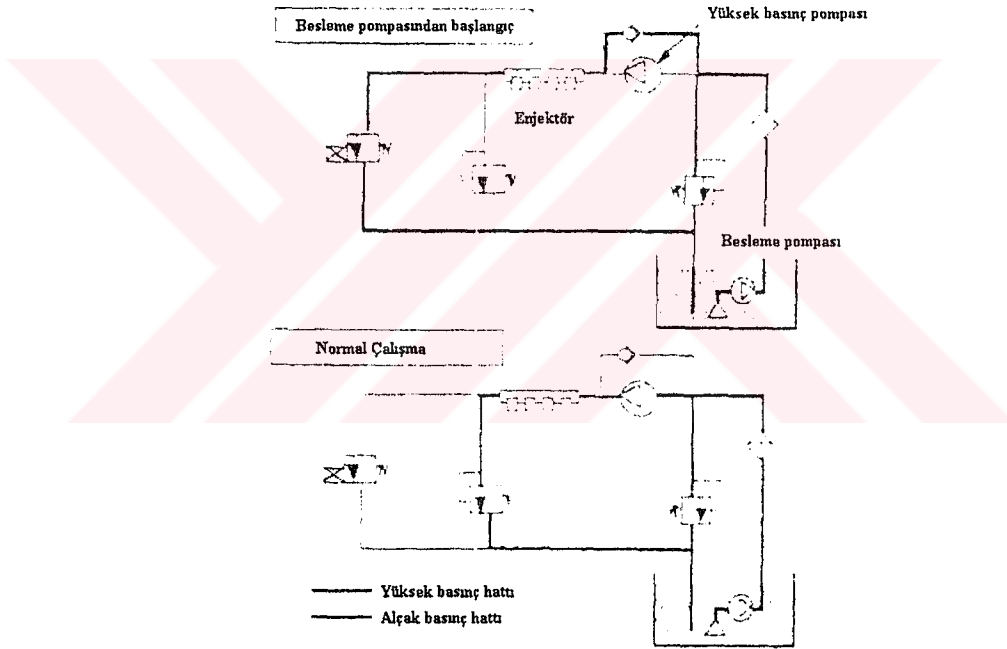 Besleme pompasından başlangıç
Yüksek basınç pompası
Enjektör
Besleme pompası
Normal Çalışma
Yüksek basınç hattı
Alçak basınç hattı